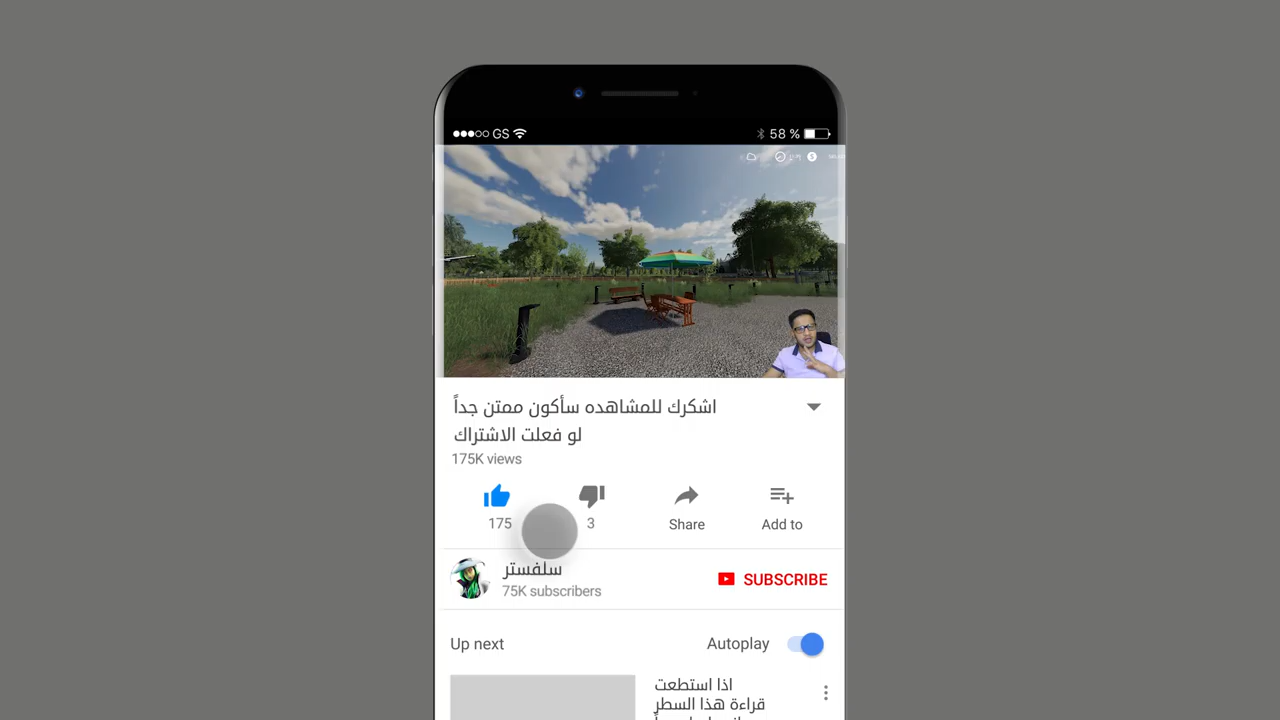 GS 58 %
اشكرك للمشاهده سأكون ممتن جداً
لو فعلت الاشتراك
175K views
175 3 Share Add to
سلفستر
75K subscribers
SUBSCRIBE
Up next Autoplay
اذا استطعت
قراءة هذا السطر